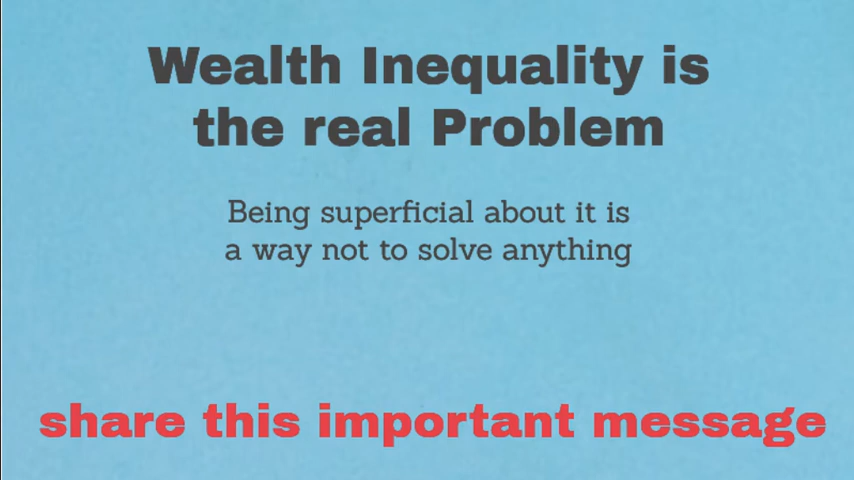 Wealth Inequality is
the real Problem
Being superficial about it is
a way not to solve anything
share this important message